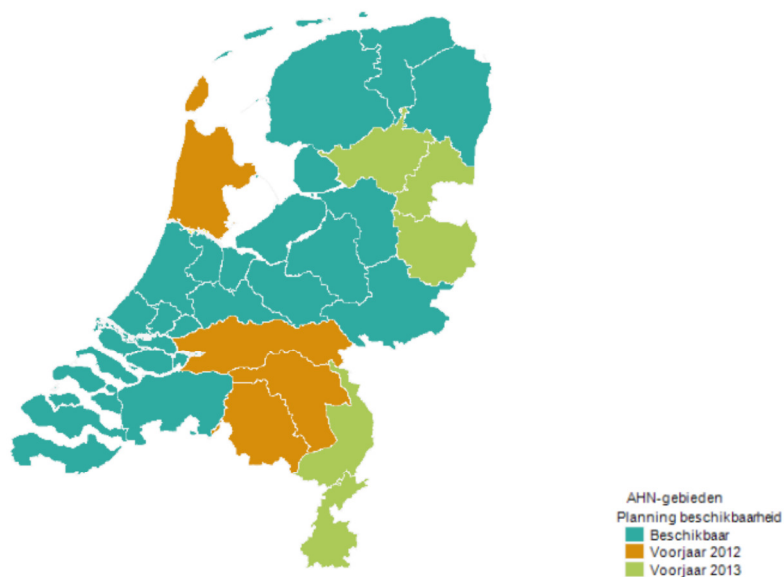 AHN-gebieden
Planning beschikbaarheid
Beschikbaar
Voorjaar 2012
Voorjaar 2013